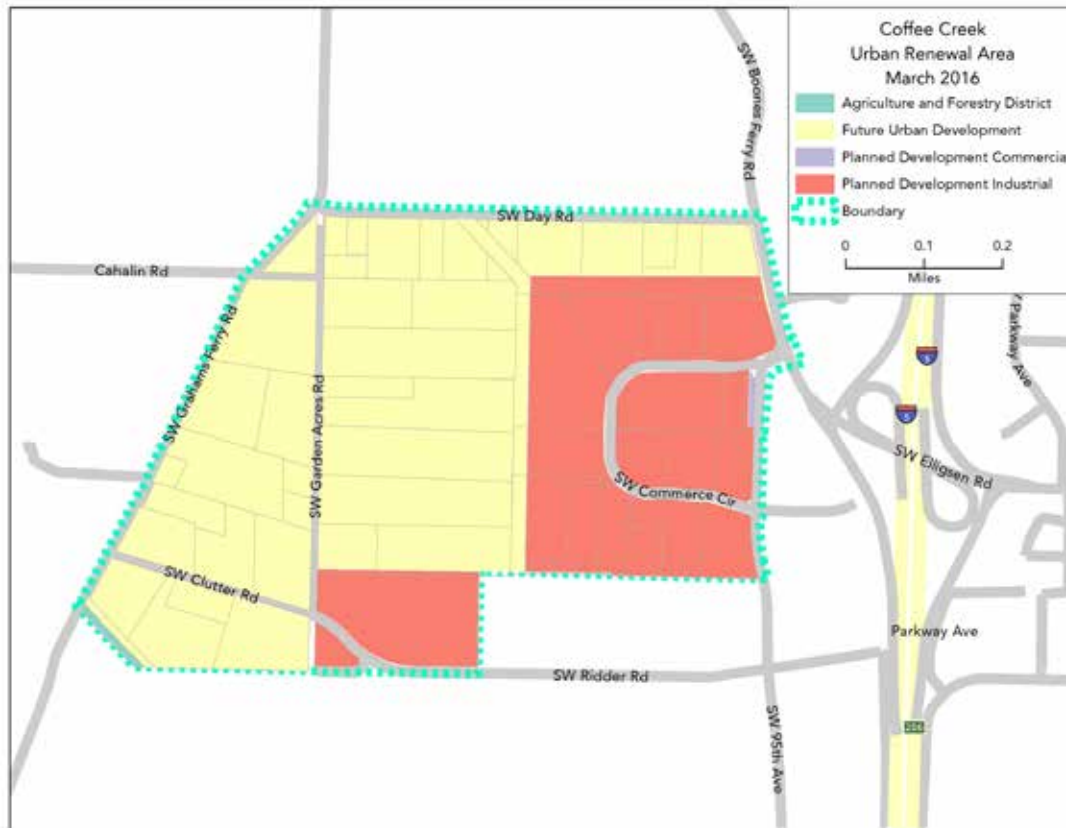 Coffee Creek
Urban Renewal Area
March 2016
Agriculture and Forestry District
Future Urban Development
Planned Development Commercia
Planned Development Industrial
Boundary
0 0.1 0.2
Miles
SW Boones Ferry Rd
SW Day Rd
Cahalin Rd
SW Grahams Ferry Rd
SW Garden Acres Rd
SW Commerce Cir
SW Clutter Rd
SW Ridder Rd
SW 95th Ave
SW Elligsen Rd
Parkway Ave
Parkway Ave
5
5